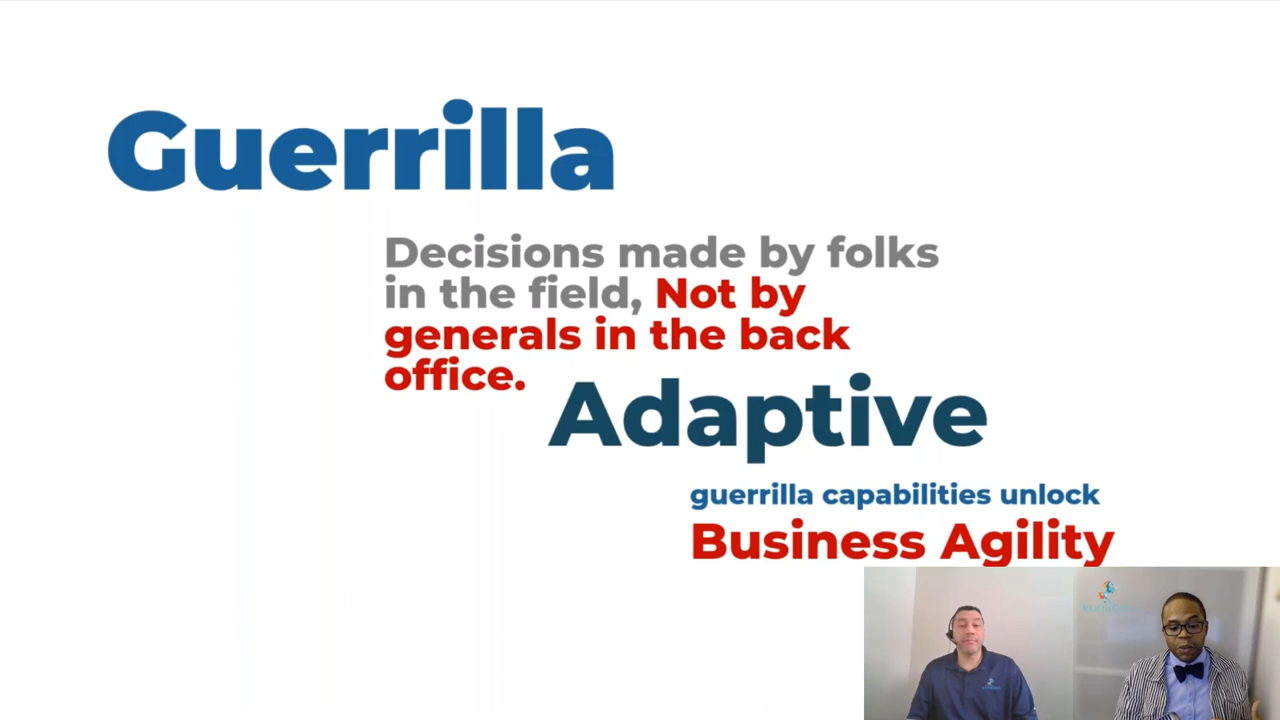 Guerrilla
Decisions made by folks
in the field, Not by
generals in the back
office.
Adaptive
guerrilla capabilities unlock
Business Agility